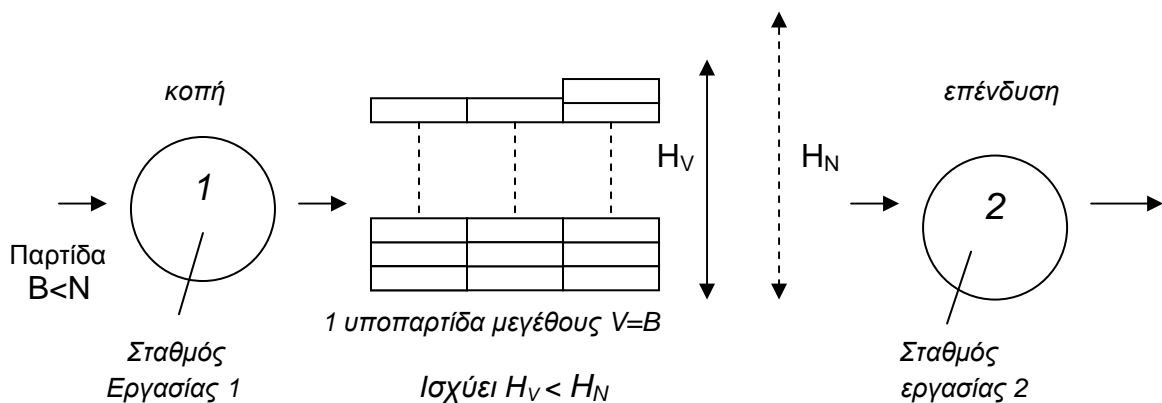 κοπή
επένδυση
1
H_V
H_N
2
Παρτίδα
B<N
1 υποπαρτίδα μεγέθους V=B
Σταθμός
Εργασίας 1
Ισχύει H_V < H_N
Σταθμός
εργασίας 2